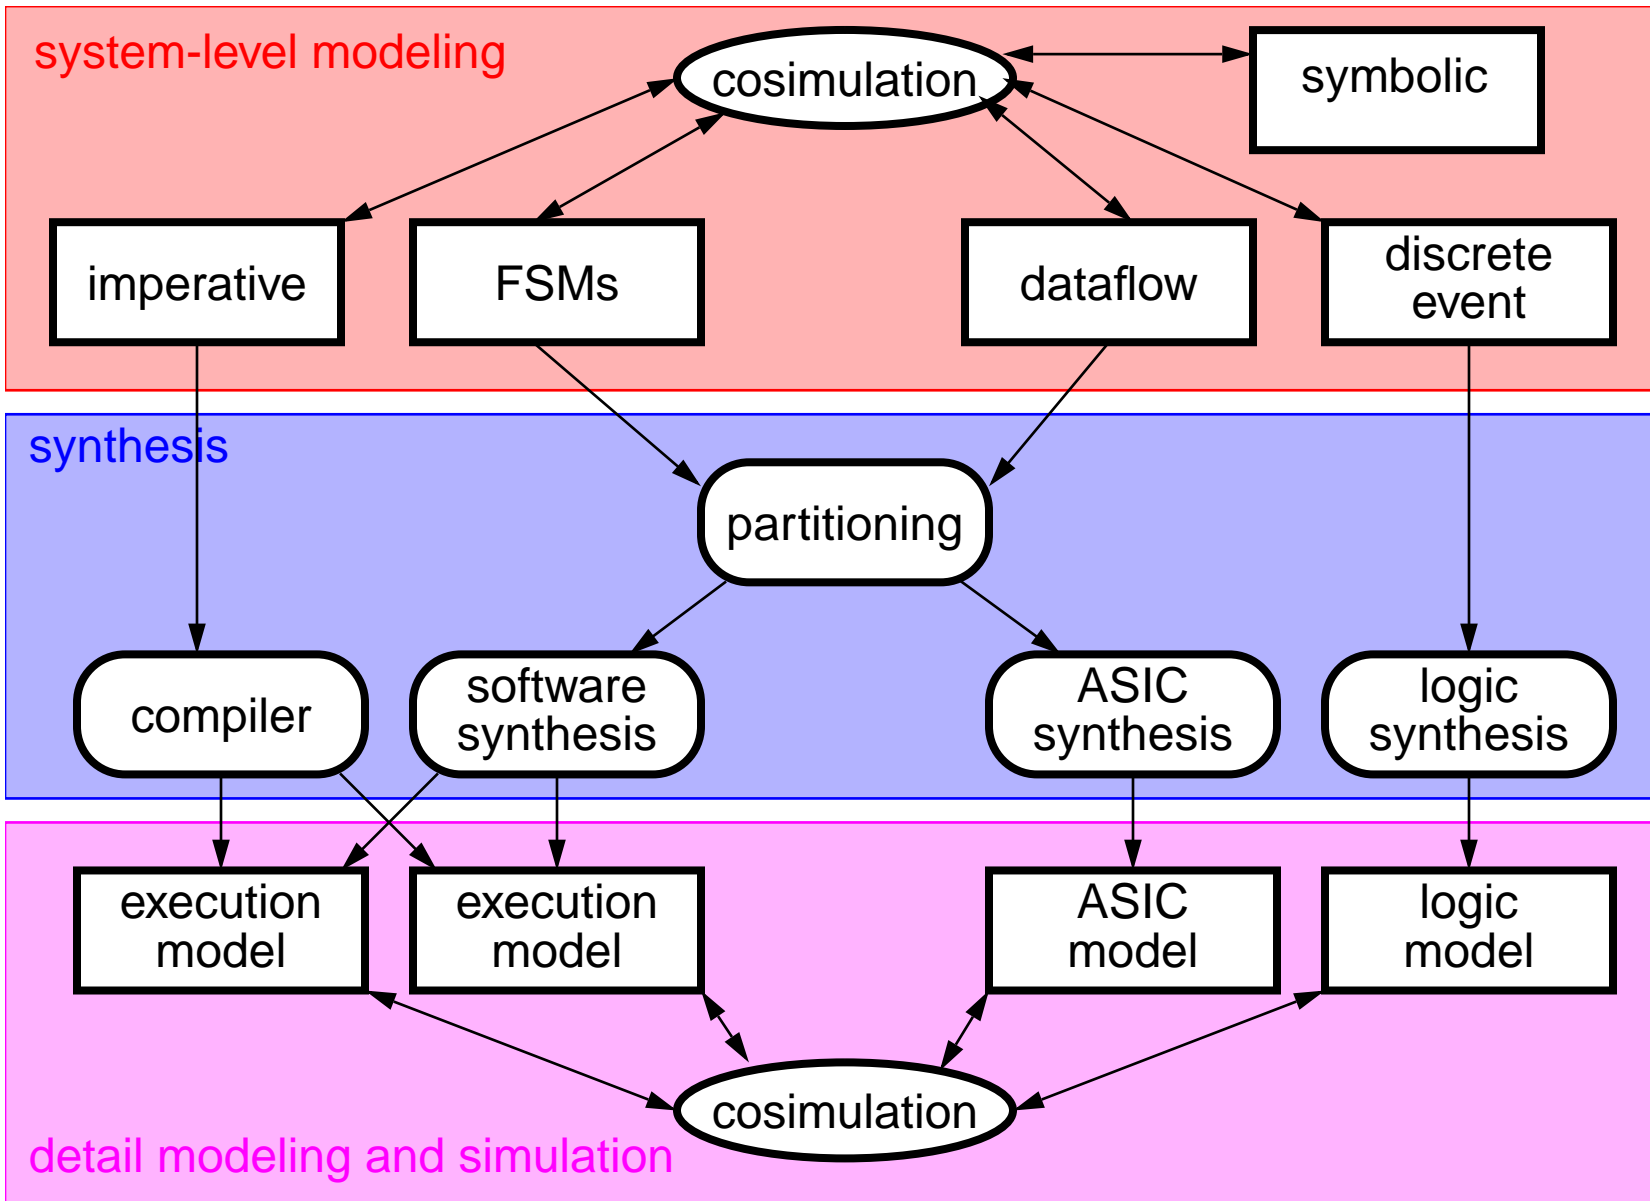 system-level modeling
cosimulation
symbolic
imperative
FSMs
dataflow
discrete
event
synthesis
partitioning
compiler
software
synthesis
ASIC
synthesis
logic
synthesis
execution
model
execution
model
ASIC
model
logic
model
cosimulation
detail modeling and simulation